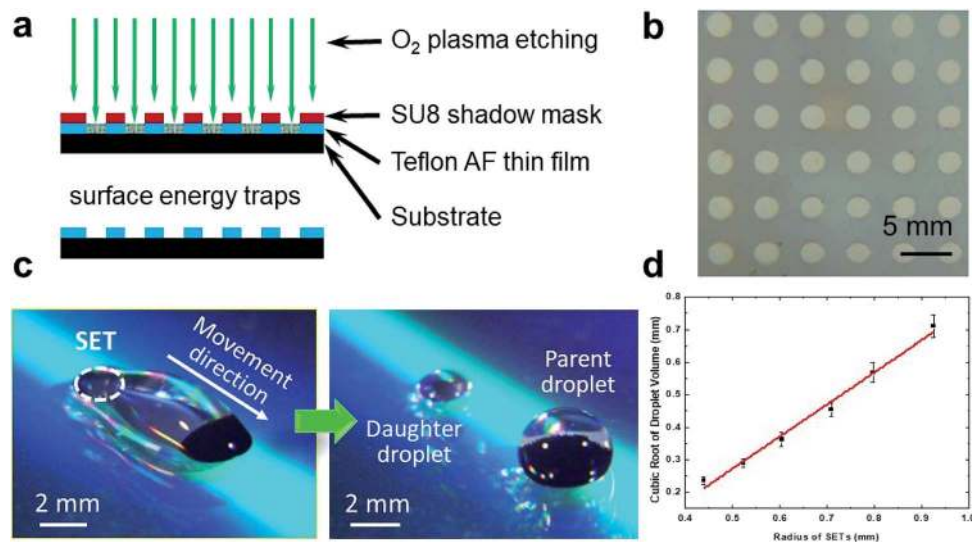 a
O₂ plasma etching
SU8 shadow mask
Teflon AF thin film
Substrate
surface energy traps
b
5 mm
c
SET
Movement
direction
2 mm
Parent
droplet
Daughter
droplet
2 mm
d
Cubic Root of Droplet Volume (mm)
0.8
0.7
0.6
0.5
0.4
0.3
0.2
0.4 0.5 0.6 0.7 0.8 0.9 1.0
Radius of SETs (mm)